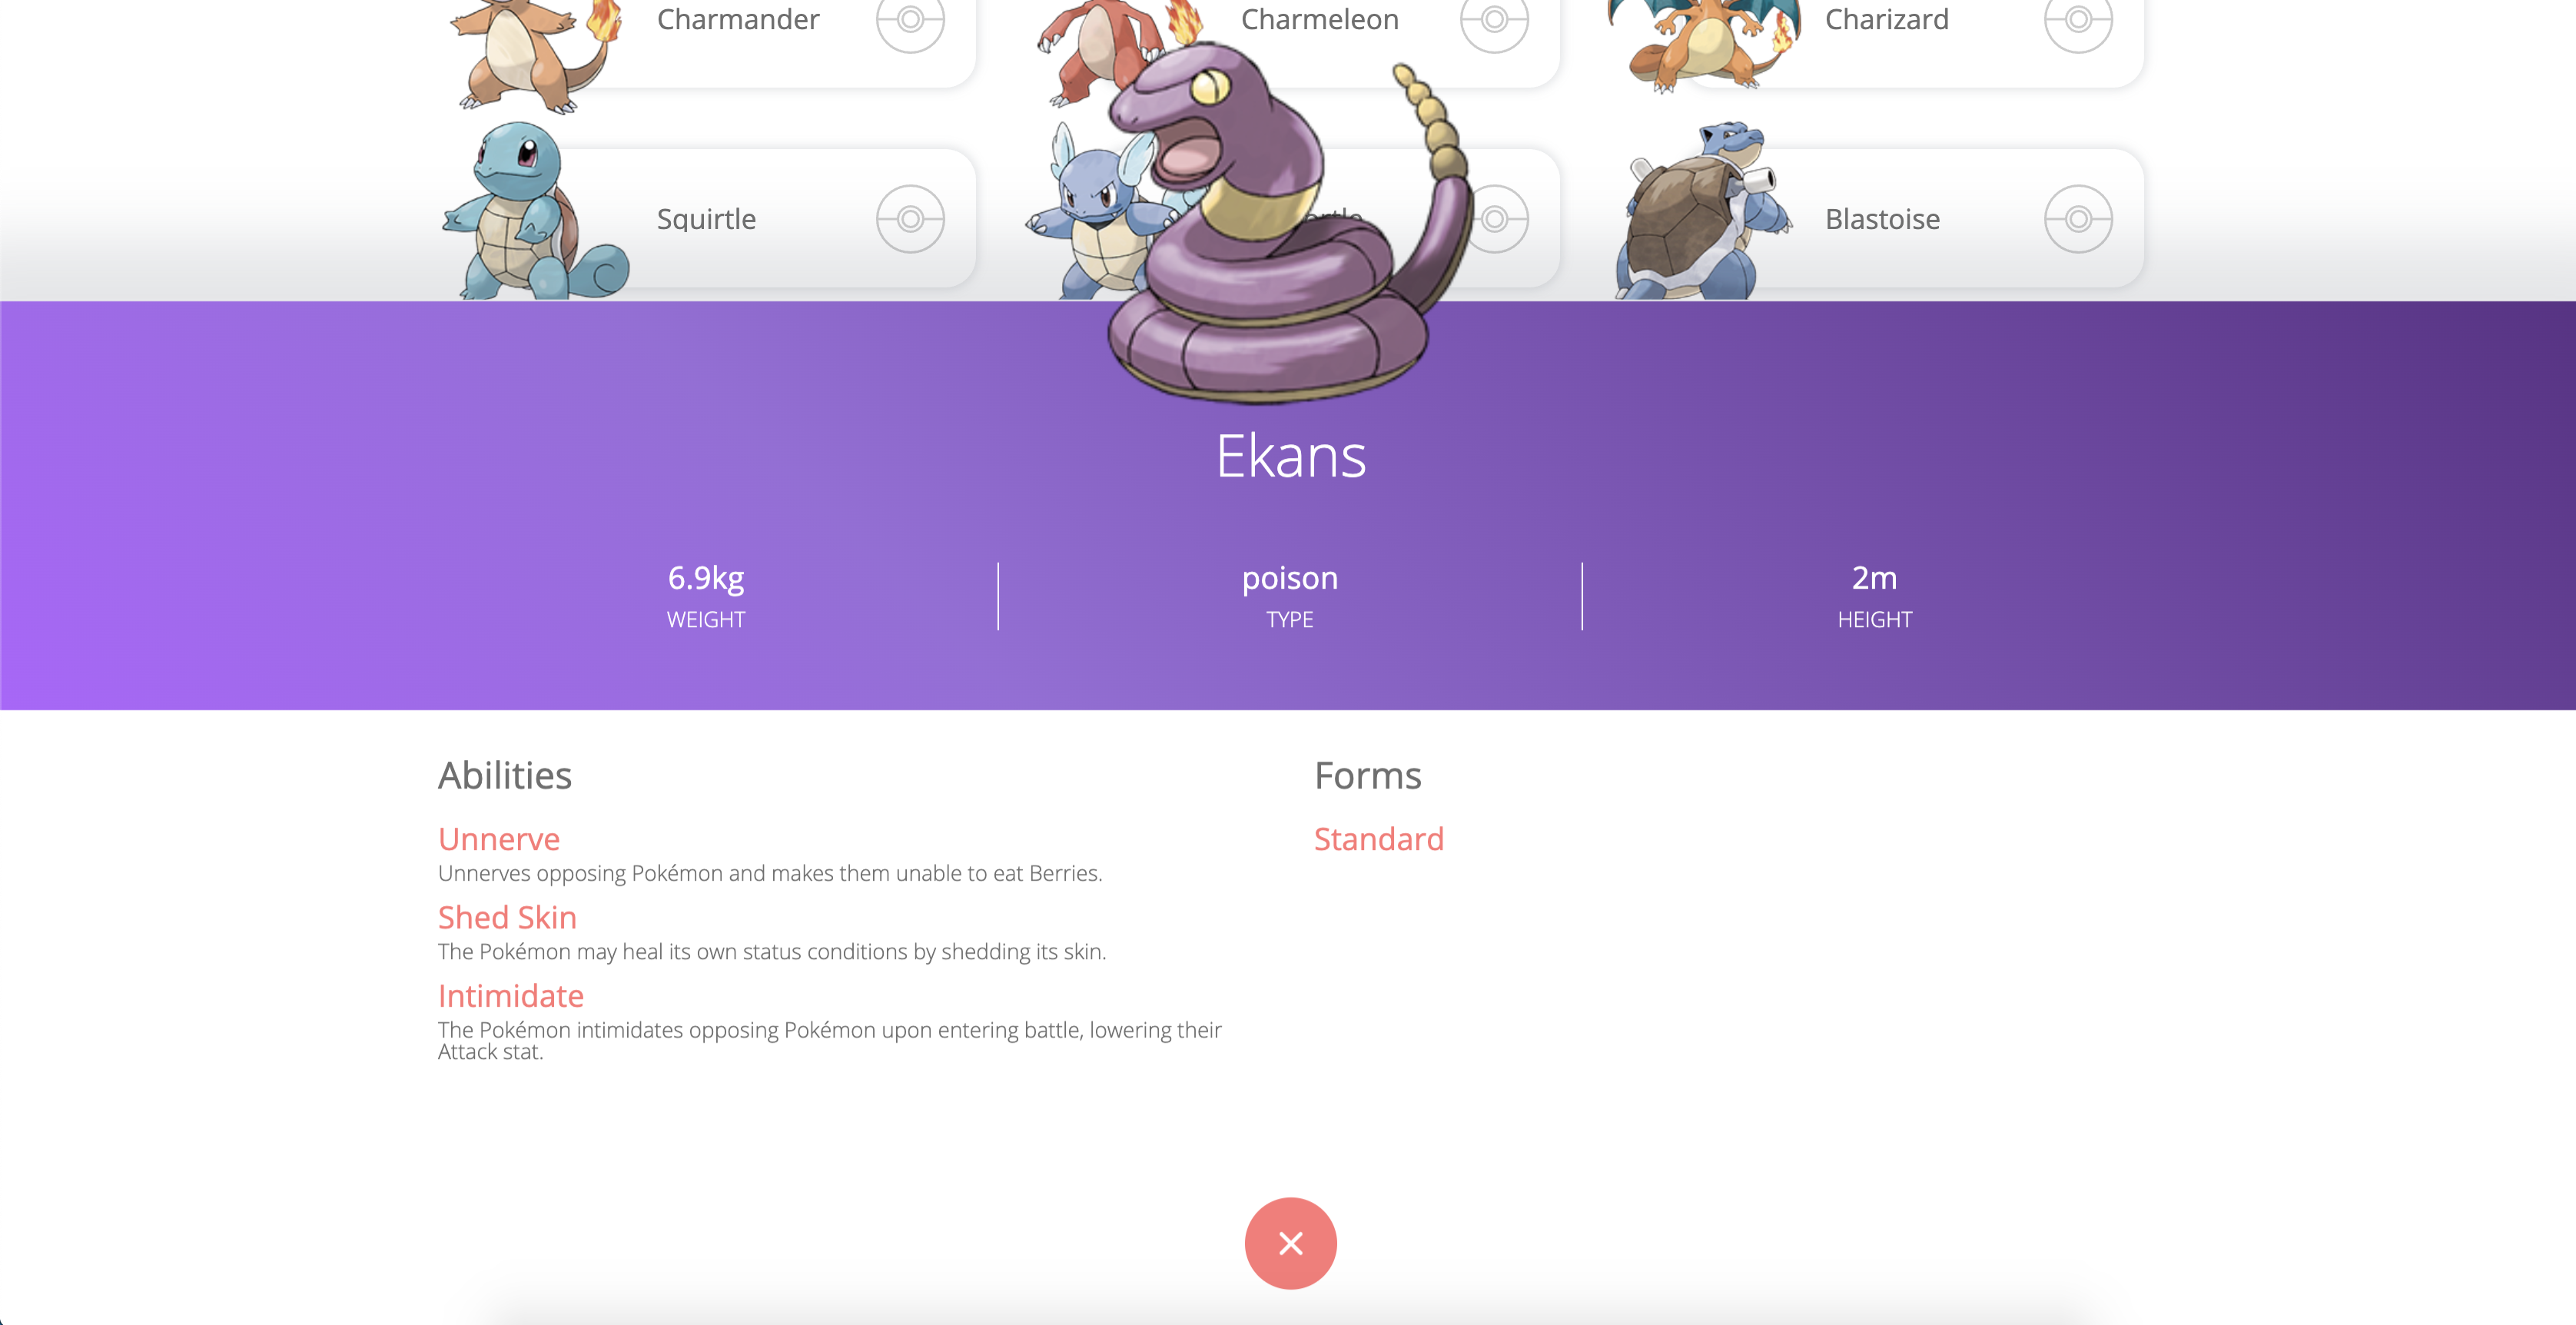 Charmander
Charmeleon
Charizard
Squirtle
Blastoise
Ekans
6.9kg
WEIGHT
poison
TYPE
2m
HEIGHT
Abilities
Unnerve
Unnerves opposing Pokémon and makes them unable to eat Berries.
Shed Skin
The Pokémon may heal its own status conditions by shedding its skin.
Intimidate
The Pokémon intimidates opposing Pokémon upon entering battle, lowering their
Attack stat.
Forms
Standard